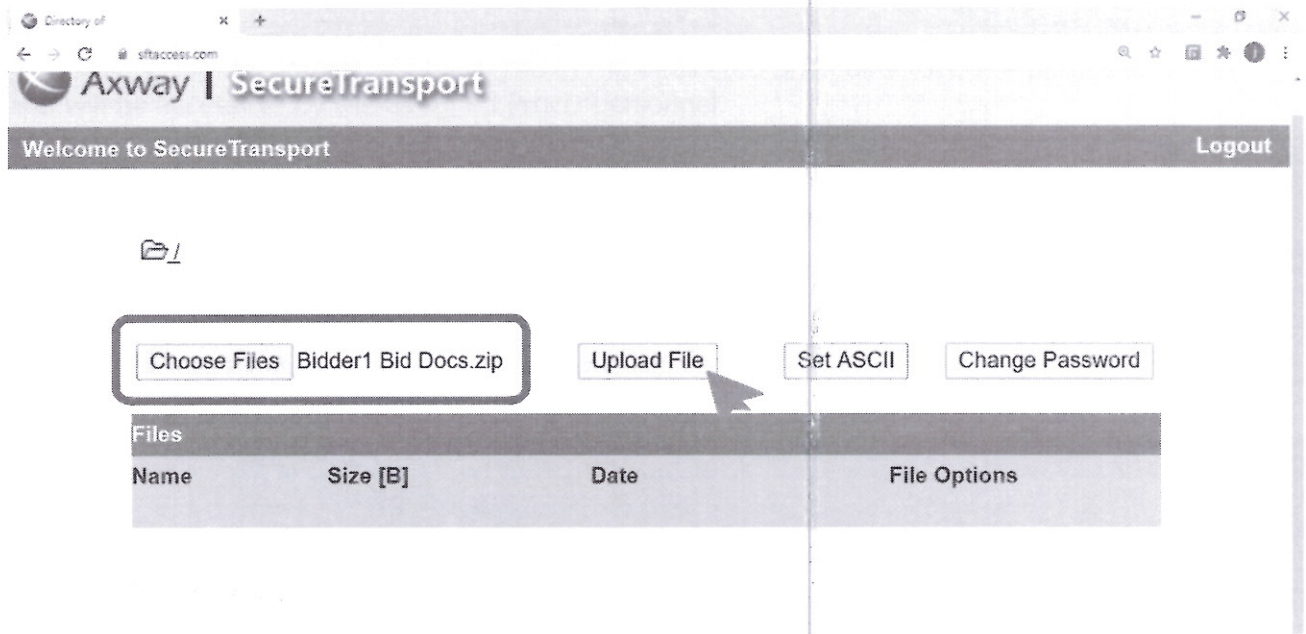 Directory of
sftaccess.com
Axway | SecureTransport
Welcome to SecureTransport Logout
/
Choose Files Bidder1 Bid Docs.zip Upload File Set ASCII Change Password
Files
Name Size [B] Date File Options